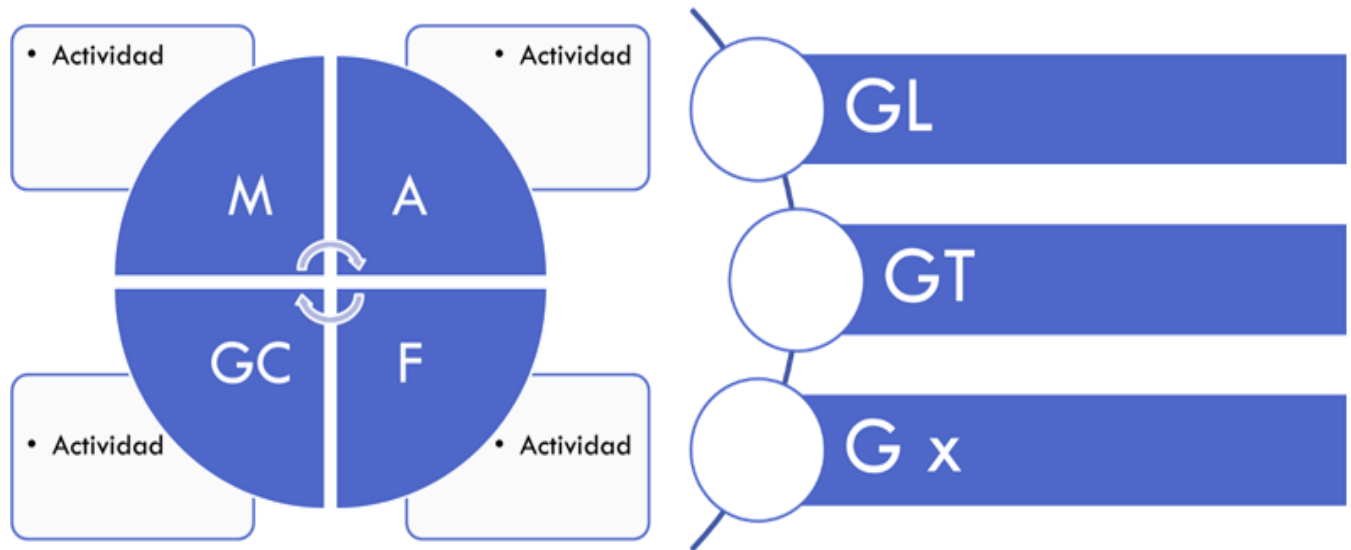 • Actividad
• Actividad
M
A
GC
F
• Actividad
• Actividad
GL
GT
G x